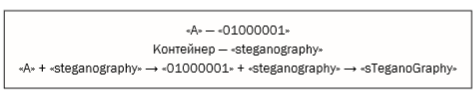 «A» — «01000001»
Контейнер — «steganography»
«A» + «steganography» → «01000001» + «steganography» → «sTeganoGraphy»